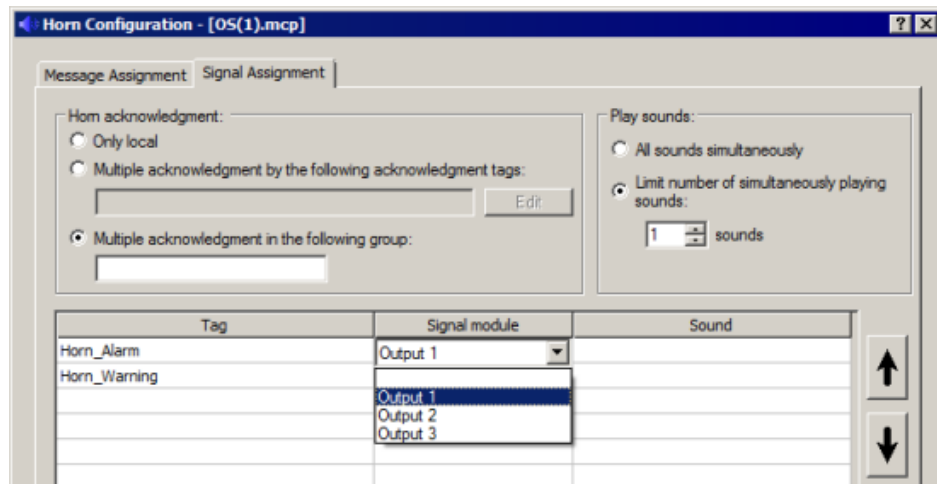 Horn Configuration - [OS(1).mcp]
Message Assignment Signal Assignment
Horn acknowledgment:
Only local
Multiple acknowledgment by the following acknowledgment tags:
Edit
Multiple acknowledgment in the following group:
Play sounds:
All sounds simultaneously
Limit number of simultaneously playing
sounds:
1 sounds
Tag Signal module Sound
Horn_Alarm Output 1
Horn_Warning
Output 1
Output 2
Output 3